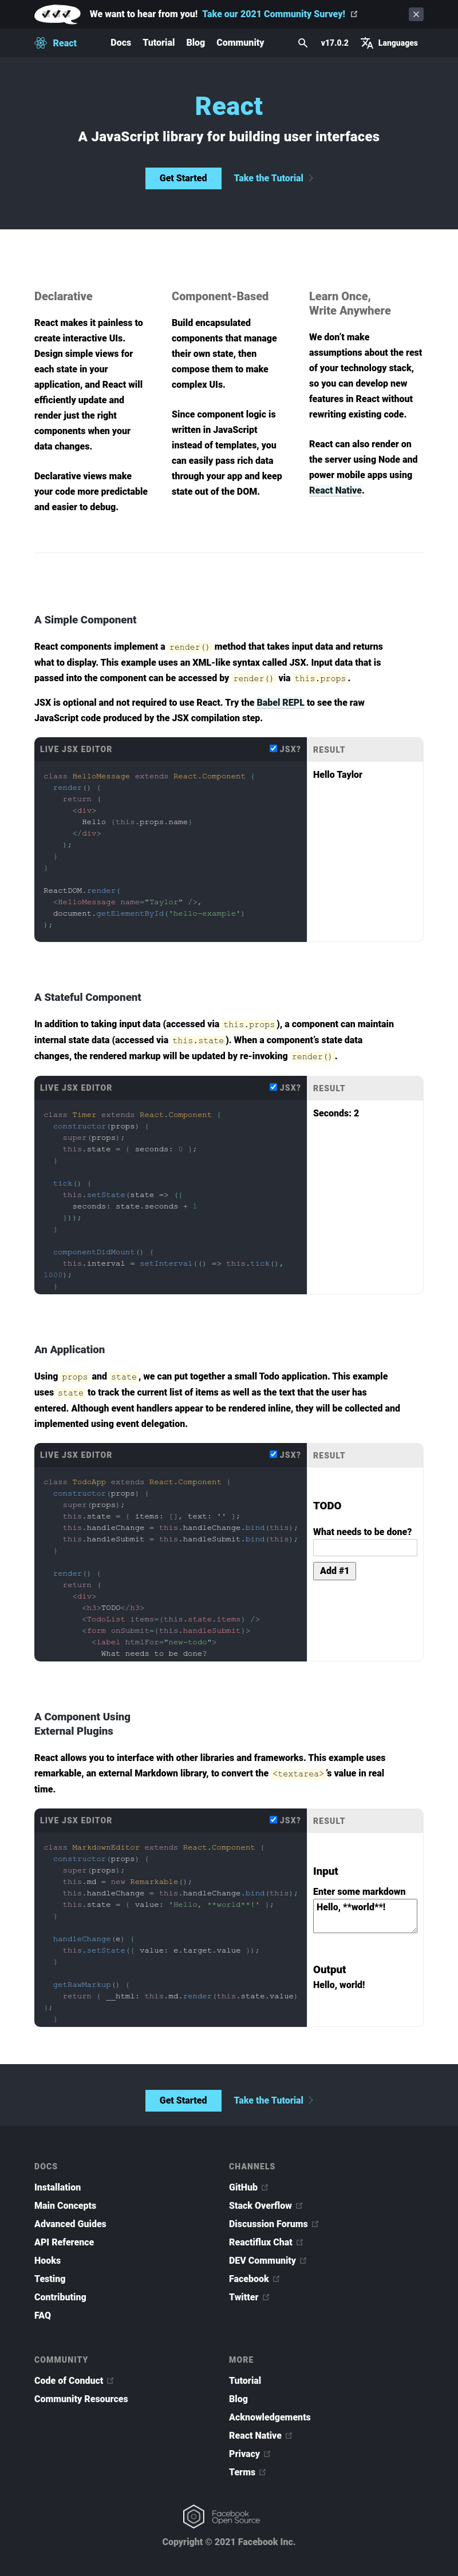 We want to hear from you! Take our 2021 Community Survey!
React
Docs
Tutorial
Blog
Community
v17.0.2
Languages
React
A JavaScript library for building user interfaces
Get Started
Take the Tutorial
Declarative
React makes it painless to
create interactive UIs.
Design simple views for
each state in your
application, and React will
efficiently update and
render just the right
components when your
data changes.
Declarative views make
your code more predictable
and easier to debug.
Component-Based
Build encapsulated
components that manage
their own state, then
compose them to make
complex UIs.
Since component logic is
written in JavaScript
instead of templates, you
can easily pass rich data
through your app and keep
state out of the DOM.
Learn Once,
Write Anywhere
We don’t make
assumptions about the rest
of your technology stack,
so you can develop new
features in React without
rewriting existing code.
React can also render on
the server using Node and
power mobile apps using
React Native.
A Simple Component
React components implement a render() method that takes input data and returns
what to display. This example uses an XML-like syntax called JSX. Input data that is
passed into the component can be accessed by render() via this.props.
JSX is optional and not required to use React. Try the Babel REPL to see the raw
JavaScript code produced by the JSX compilation step.
LIVE JSX EDITOR
JSX?
class HelloMessage extends React.Component {
render() {
return (
<div>
Hello {this.props.name}
</div>
);
}
}
ReactDOM.render(
<HelloMessage name="Taylor" />,
document.getElementById('hello-example')
);
RESULT
Hello Taylor
A Stateful Component
In addition to taking input data (accessed via this.props), a component can maintain
internal state data (accessed via this.state). When a component’s state data
changes, the rendered markup will be updated by re-invoking render().
LIVE JSX EDITOR
JSX?
class Timer extends React.Component {
constructor(props) {
super(props);
this.state = { seconds: 0 };
}
tick() {
this.setState(state => ({
seconds: state.seconds + 1
}));
}
componentDidMount() {
this.interval = setInterval(() => this.tick(),
1000);
}
RESULT
Seconds: 2
An Application
Using props and state, we can put together a small Todo application. This example
uses state to track the current list of items as well as the text that the user has
entered. Although event handlers appear to be rendered inline, they will be collected and
implemented using event delegation.
LIVE JSX EDITOR
JSX?
class TodoApp extends React.Component {
constructor(props) {
super(props);
this.state = { items: [], text: '' };
this.handleChange = this.handleChange.bind(this);
this.handleSubmit = this.handleSubmit.bind(this);
}
render() {
return (
<div>
<h3>TODO</h3>
<TodoList items={this.state.items} />
<form onSubmit={this.handleSubmit}>
<label htmlFor="new-todo">
What needs to be done?
RESULT
TODO
What needs to be done?
Add #1
A Component Using
External Plugins
React allows you to interface with other libraries and frameworks. This example uses
remarkable, an external Markdown library, to convert the <textarea>’s value in real
time.
LIVE JSX EDITOR
JSX?
class MarkdownEditor extends React.Component {
constructor(props) {
super(props);
this.md = new Remarkable();
this.handleChange = this.handleChange.bind(this);
this.state = { value: 'Hello, **world**!' };
}
handleChange(e) {
this.setState({ value: e.target.value });
}
getRawMarkup() {
return { __html: this.md.render(this.state.value)
};
}
RESULT
Input
Enter some markdown
Hello, **world**!
Output
Hello, world!
Get Started
Take the Tutorial
DOCS
Installation
Main Concepts
Advanced Guides
API Reference
Hooks
Testing
Contributing
FAQ
CHANNELS
GitHub
Stack Overflow
Discussion Forums
Reactiflux Chat
DEV Community
Facebook
Twitter
COMMUNITY
Code of Conduct
Community Resources
MORE
Tutorial
Blog
Acknowledgements
React Native
Privacy
Terms
Facebook
Open Source
Copyright © 2021 Facebook Inc.